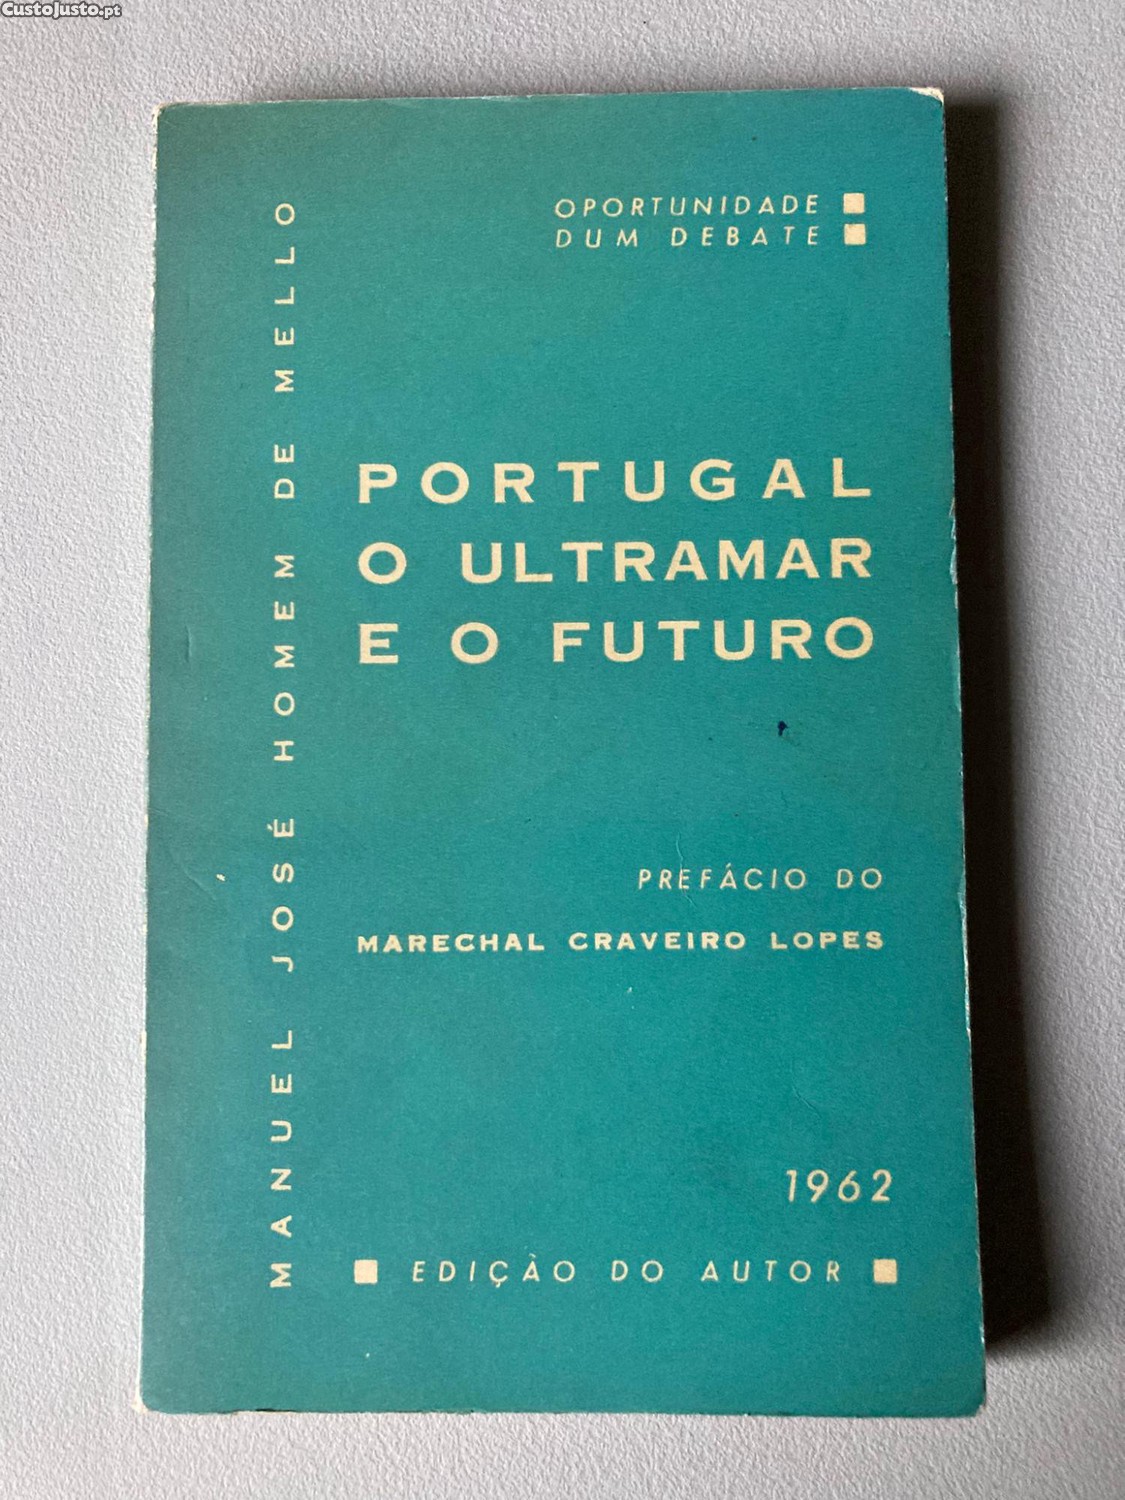 CustoJusto.pt
OPORTUNIDADE
DUM DEBATE
MANUEL JOSÉ HOMEM DE MELLO
PORTUGAL
O ULTRAMAR
E O FUTURO
PREFÁCIO DO
MARECHAL CRAVEIRO LOPES
1962
EDIÇÃO DO AUTOR